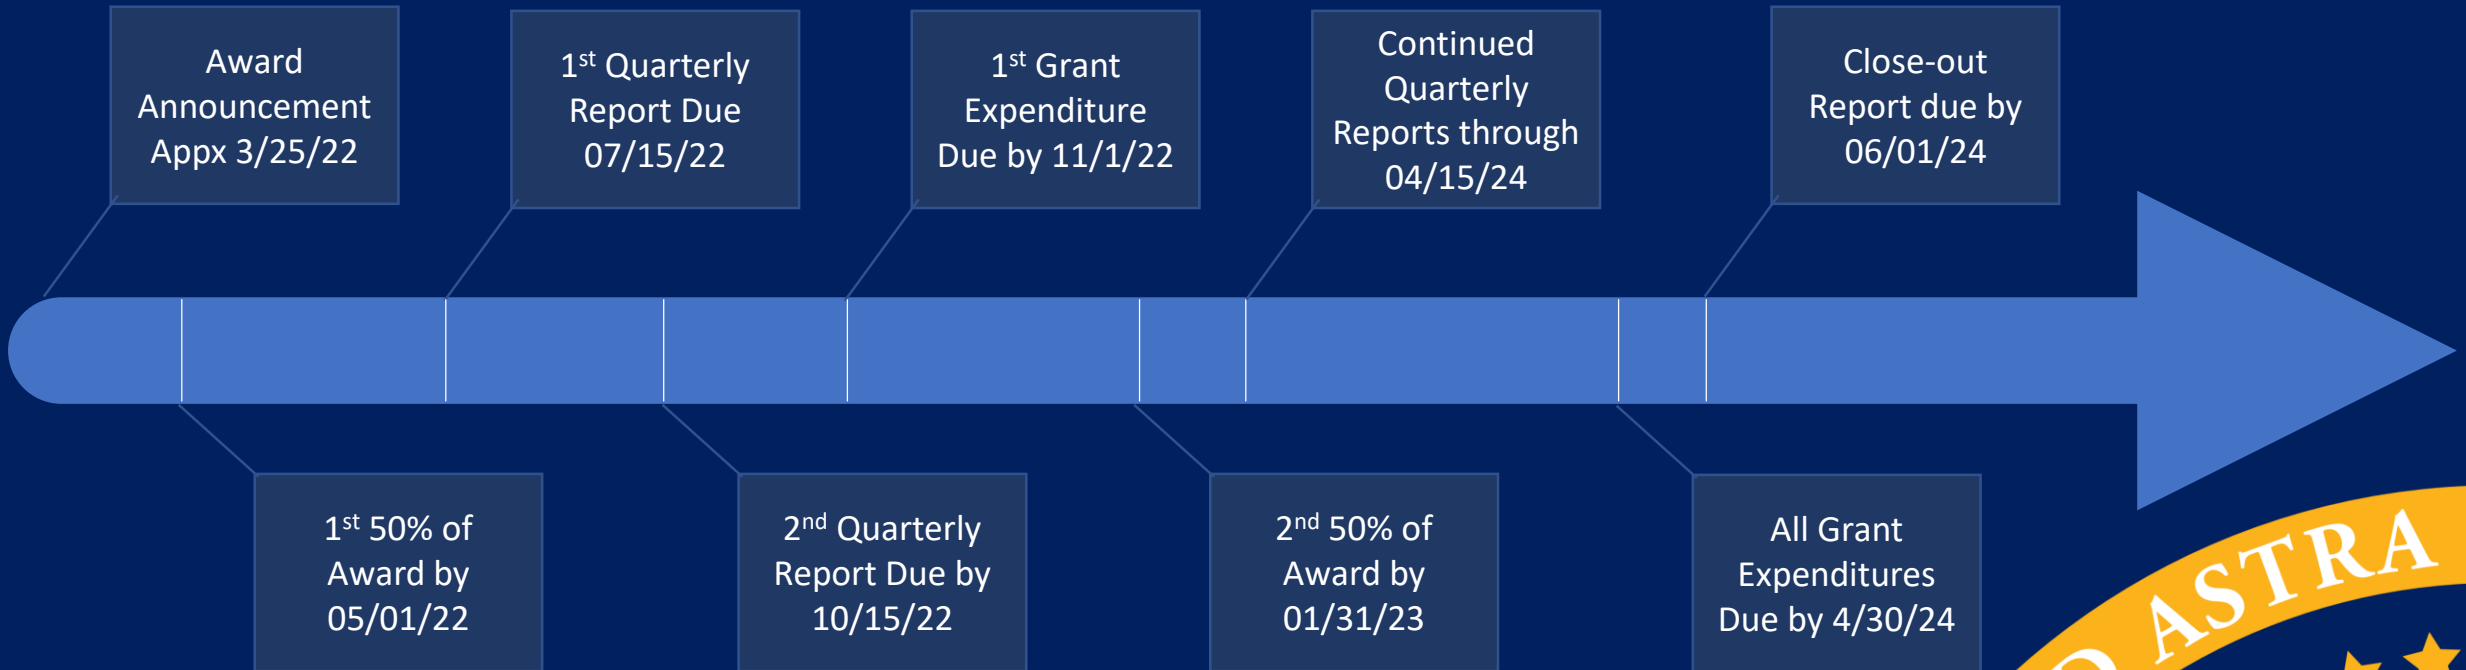 Award
Announcement
Appx 3/25/22
1st Quarterly
Report Due
07/15/22
1st Grant
Expenditure
Due by 11/1/22
Continued
Quarterly
Reports through
04/15/24
Close-out
Report due by
06/01/24
1st 50% of
Award by
05/01/22
2nd Quarterly
Report Due by
10/15/22
2nd 50% of
Award by
01/31/23
All Grant
Expenditures
Due by 4/30/24
ASTRA